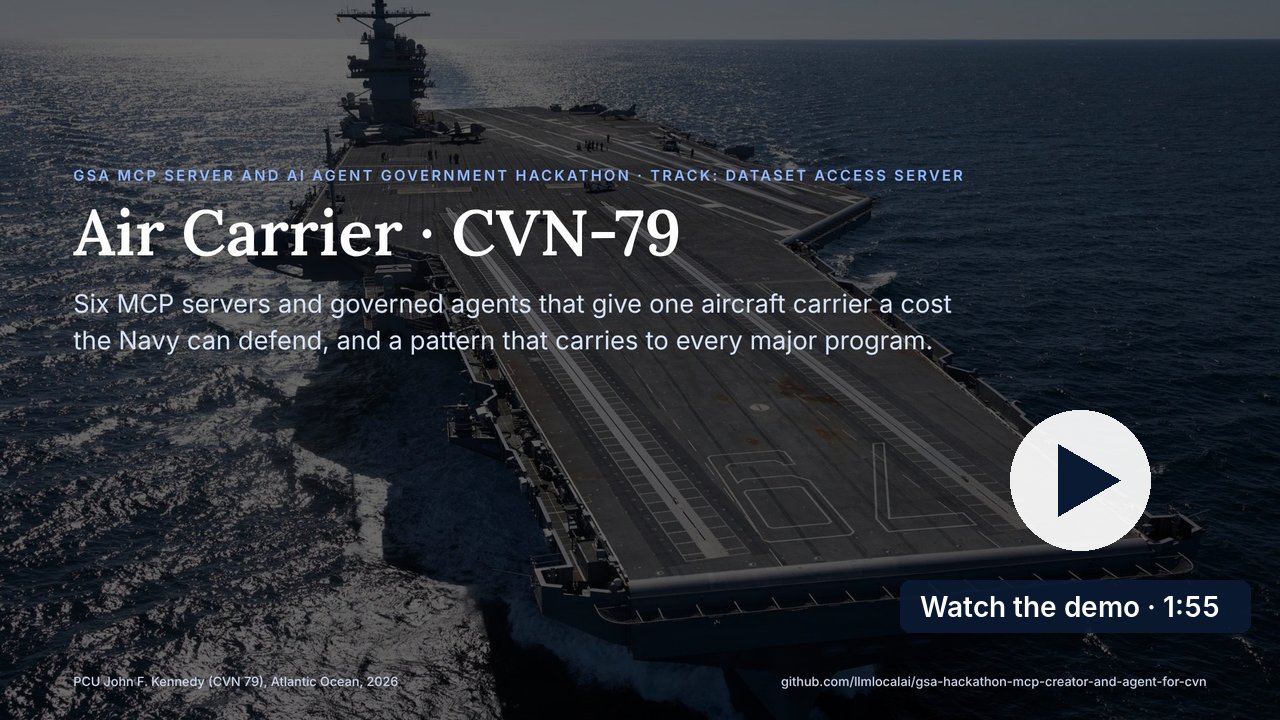 GSA MCP SERVER AND AI AGENT GOVERNMENT HACKATHON · TRACK: DATASET ACCESS SERVER
Air Carrier · CVN-79
Six MCP servers and governed agents that give one aircraft carrier a cost
the Navy can defend, and a pattern that carries to every major program.
79
Watch the demo · 1:55
PCU John F. Kennedy (CVN 79), Atlantic Ocean, 2026
github.com/llmlocalai/gsa-hackathon-mcp-creator-and-agent-for-cvn